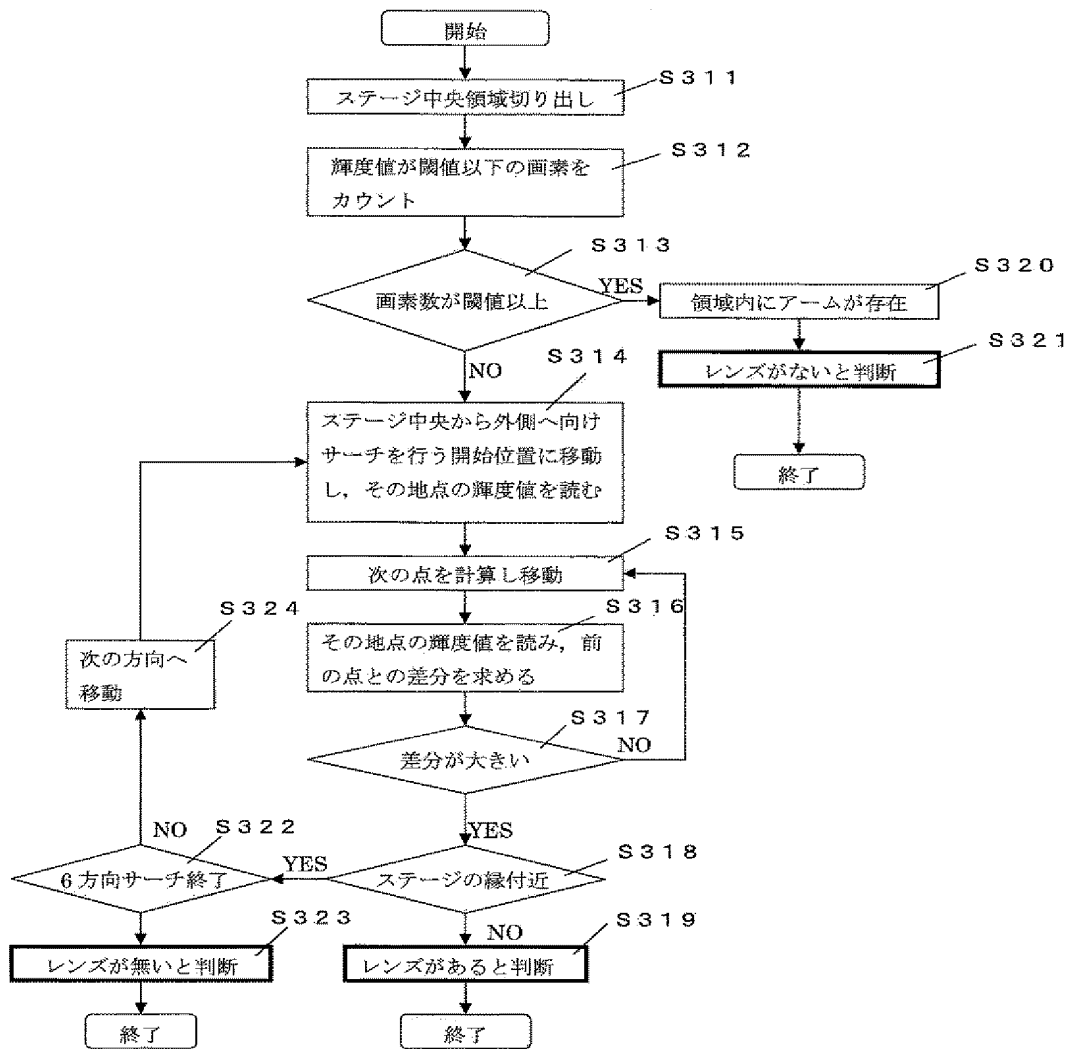 開始
S311
ステージ中央領域切り出し
S312
輝度値が閾値以下の画素を
カウント
S313
画素数が閾値以上
YES
S320
領域内にアームが存在
S321
レンズがないと判断
終了
NO
S314
ステージ中央から外側へ向け
サーチを行う開始位置に移動
し，その地点の輝度値を読む
S315
次の点を計算し移動
S316
その地点の輝度値を読み，前
の点との差分を求める
S317
差分が大きい
NO
YES
S318
ステージの縁付近
YES
S322
6方向サーチ終了
NO
S324
次の方向へ
移動
S323
レンズが無いと判断
終了
NO
S319
レンズがあると判断
終了